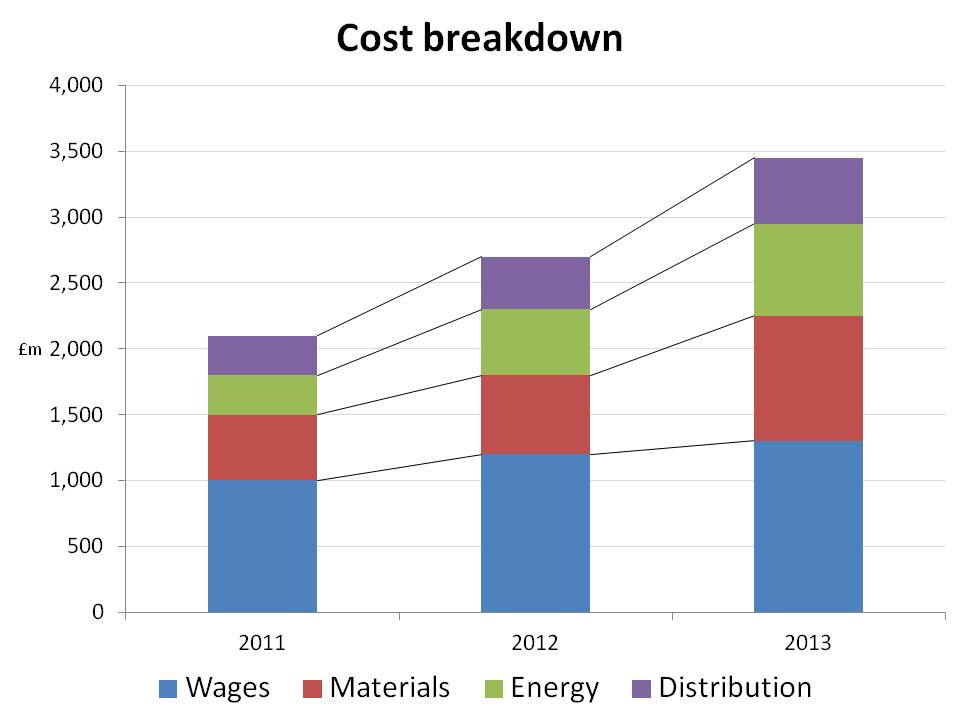 Cost breakdown
4,000
3,500
3,000
2,500
£m 2,000
1,500
1,000
500
0
2011 2012 2013
Wages Materials Energy Distribution